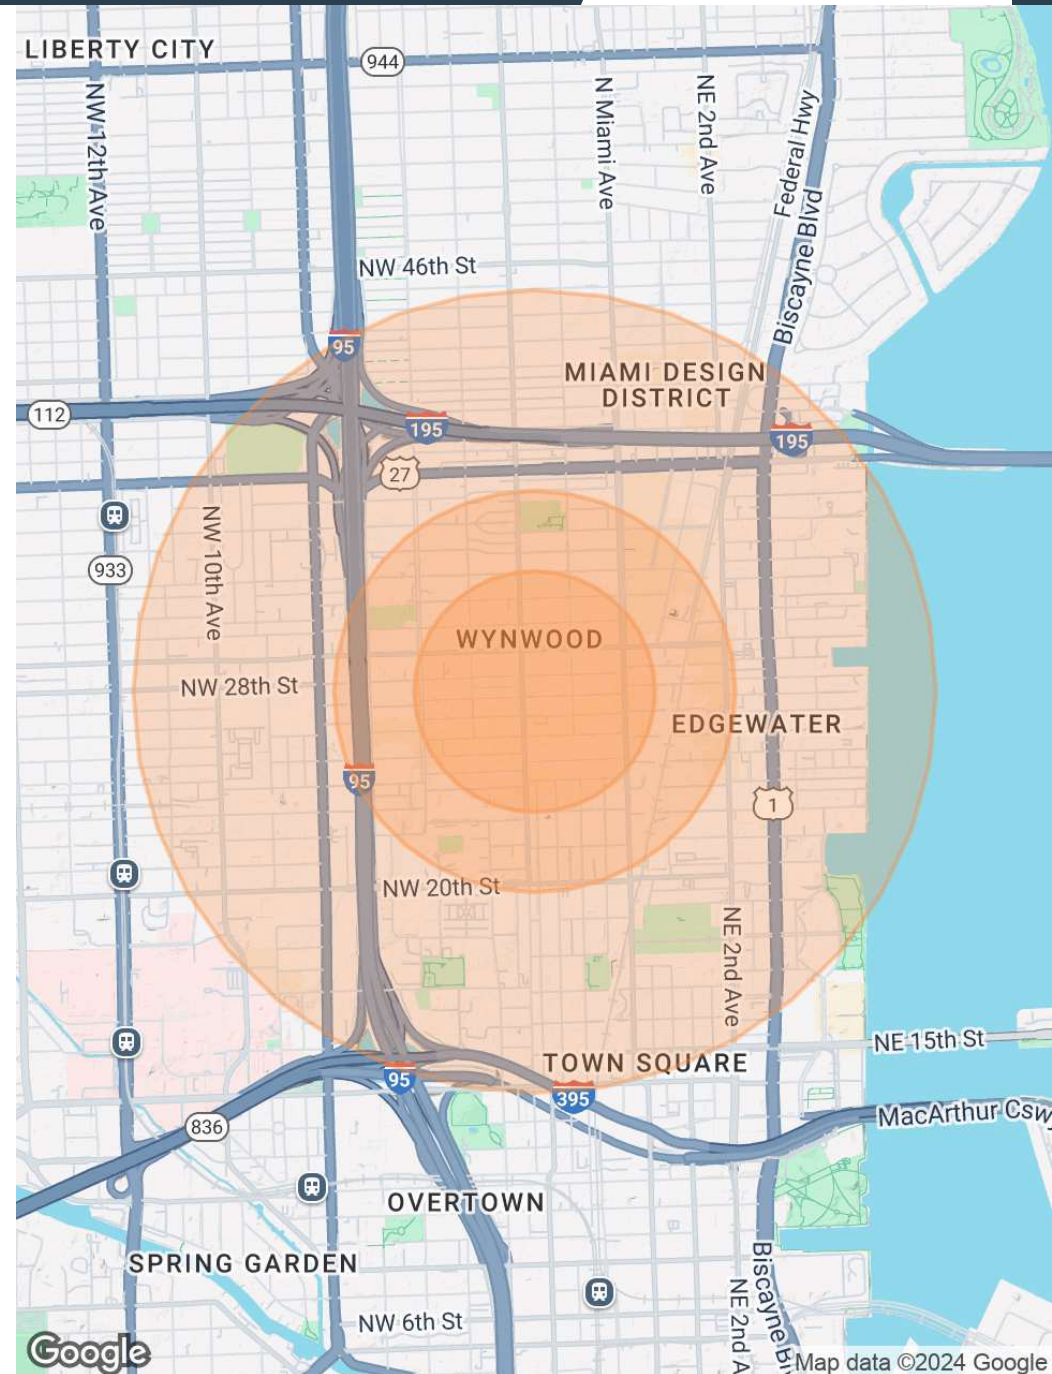 LIBERTY CITY
944
NW 12th Ave
N Miami Ave
NE 2nd Ave
Federal Hwy
Biscayne Blvd
NW 46th St
95
MIAMI DESIGN
DISTRICT
112
195
195
27
NW 10th Ave
933
WYNWOOD
NW 28th St
EDGEWATER
95
1
NW 20th St
NE 2nd Ave
NE 15th St
TOWN SQUARE
95
395
MacArthur Csw
836
OVERTOWN
SPRING GARDEN
Biscayne Blv
NE 2nd A
NW 6th St
Google
Map data ©2024 Google